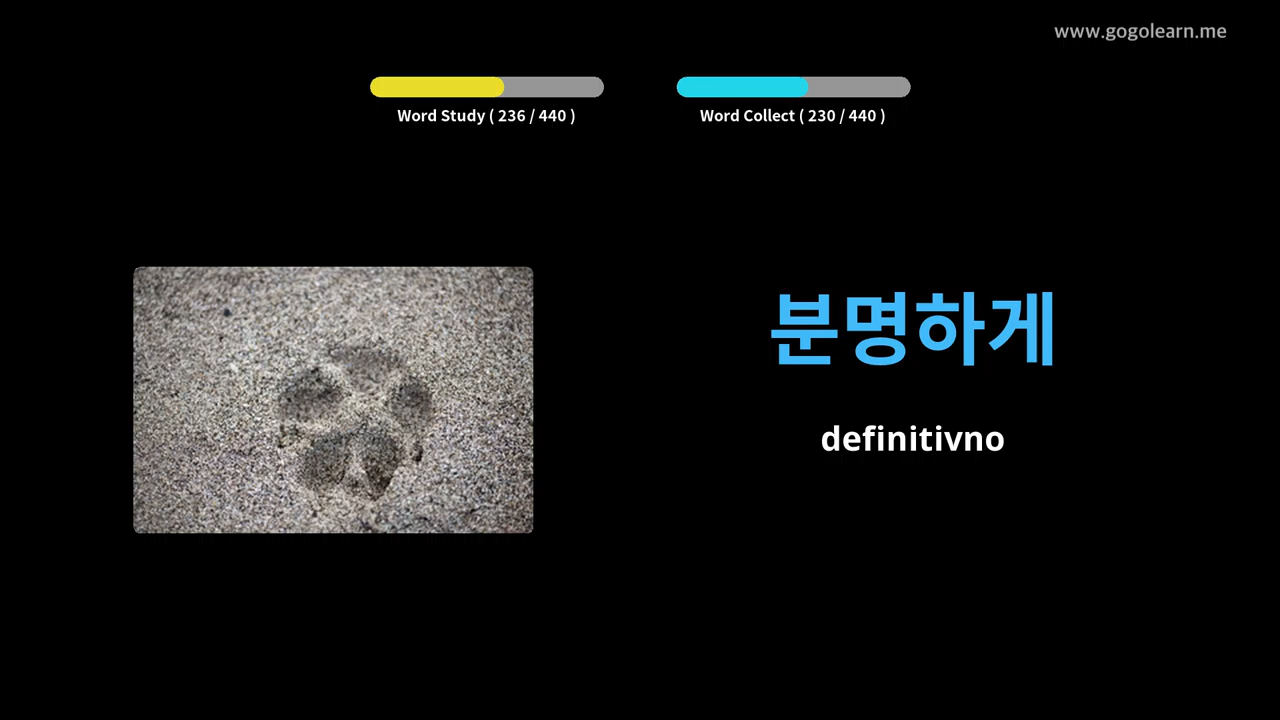 www.gogolearn.me
Word Study ( 236 / 440 )
Word Collect ( 230 / 440 )
분명하게
definitivno